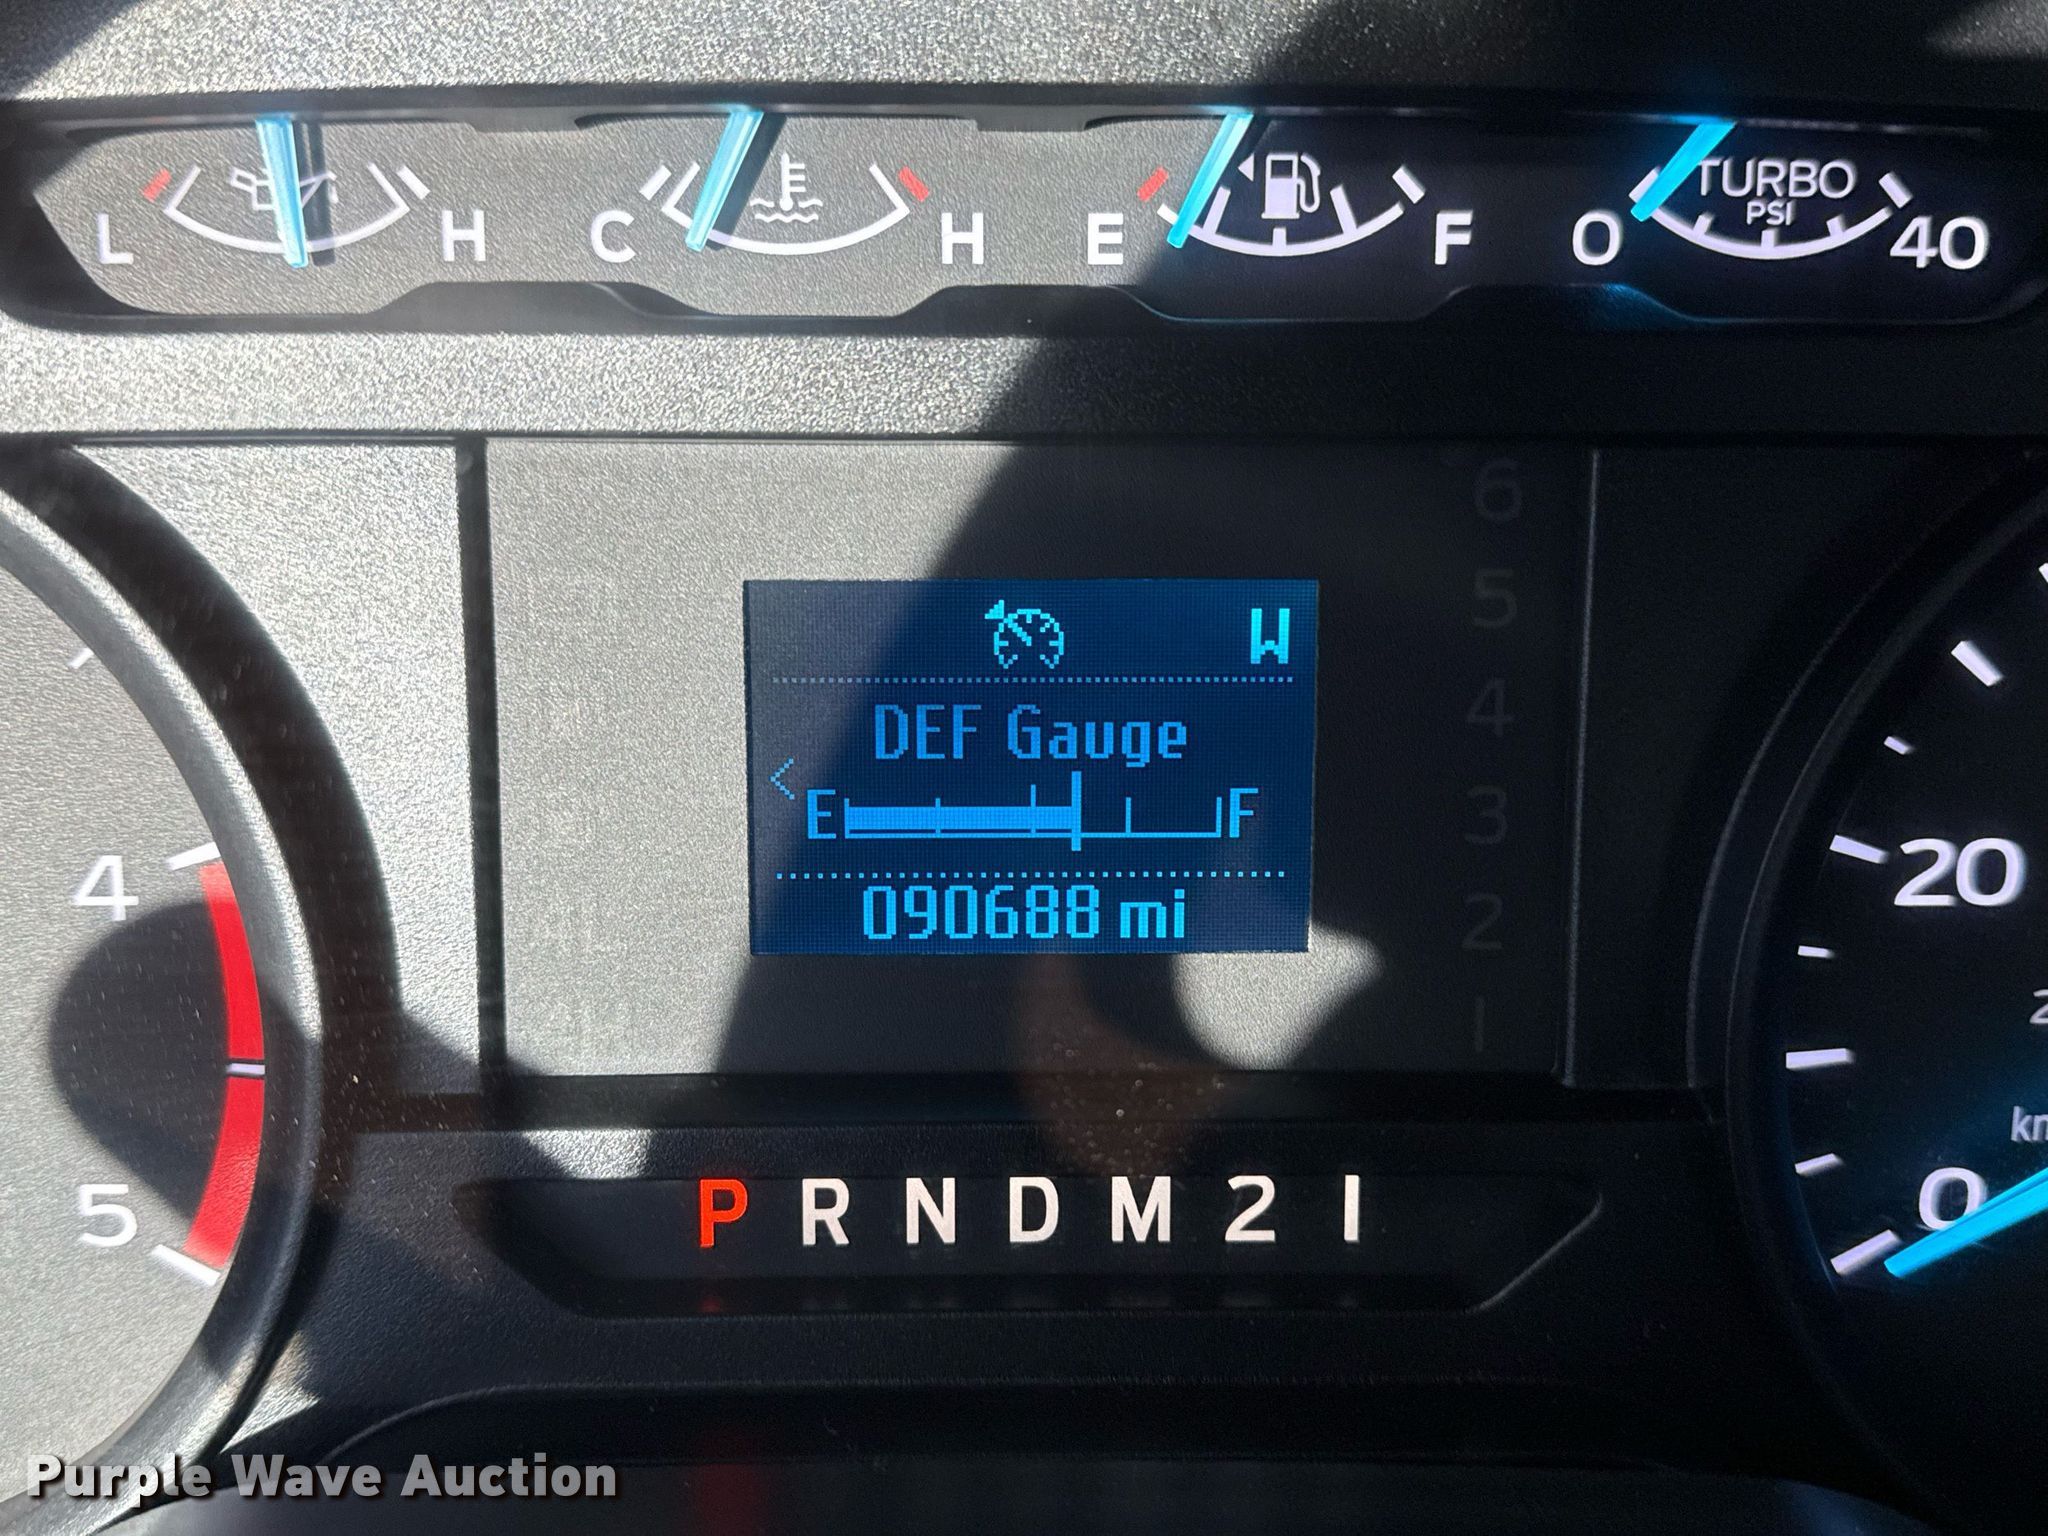 L H C H E F 0 TURBO PSI 40
W
DEF Gauge
E F
090688 mi
6
5
4
3
2
1
4
5
20
0
P R N D M 2 1
Purple Wave Auction